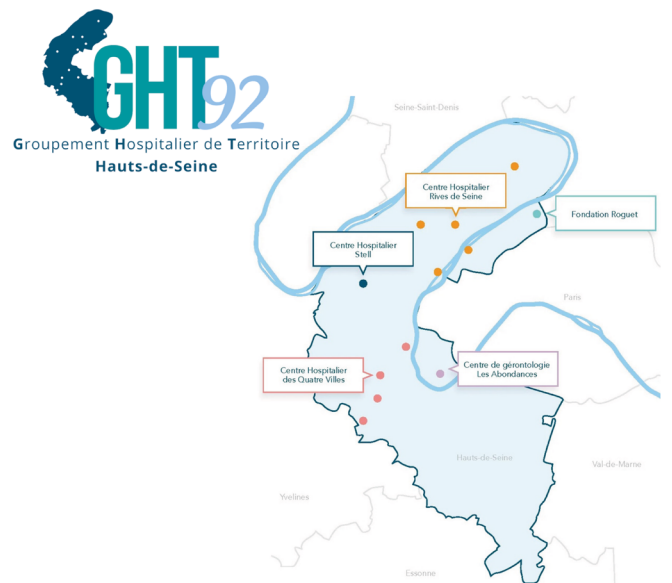 GHT92
Groupement Hospitalier de Territoire
Hauts-de-Seine
Seine-Saint-Denis
Centre Hospitalier
Rives de Seine
Fondation Roguet
Centre Hospitalier
Stell
Paris
Centre Hospitalier
des Quatre Villes
Centre de gérontologie
Les Abondances
Hauts-de-Seine
Val-de-Marne
Yvelines
Essonne